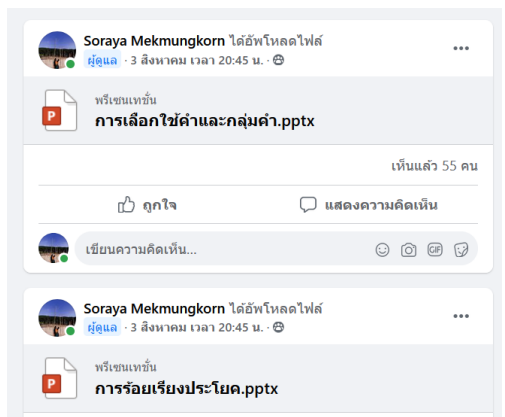 Soraya Mekmungkorn ได้อัพโหลดไฟล์
ผู้ดูแล · 3 สิงหาคม เวลา 20:45 น. ·
พรีเซนเทชั่น
P การเลือกใช้คำและกลุ่มคำ.pptx
เห็นแล้ว 55 คน
ถูกใจ แสดงความคิดเห็น
เขียนความคิดเห็น... GIF
Soraya Mekmungkorn ได้อัพโหลดไฟล์
ผู้ดูแล · 3 สิงหาคม เวลา 20:45 น. ·
พรีเซนเทชั่น
P การร้อยเรียงประโยค.pptx